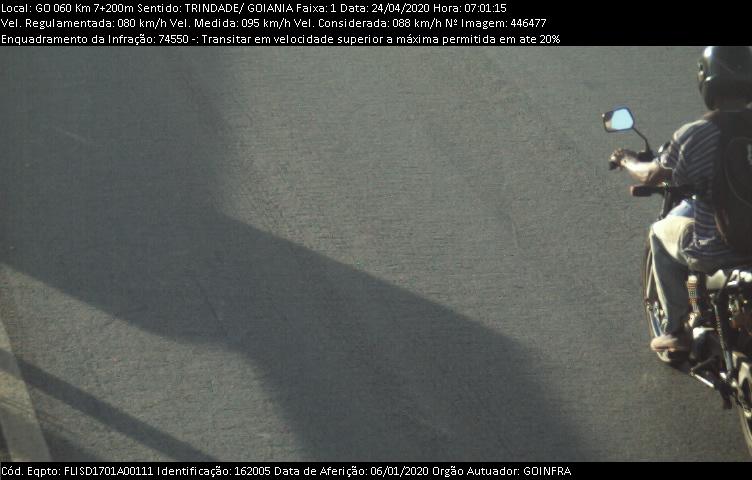 Local: GO 060 Km 7+200m Sentido: TRINDADE/ GOIANIA Faixa: 1 Data: 24/04/2020 Hora: 07:01:15
Vel. Regulamentada: 080 km/h Vel. Medida: 095 km/h Vel. Considerada: 088 km/h Nº Imagem: 446477
Enquadramento da Infração: 74550 -: Transitar em velocidade superior a máxima permitida em ate 20%
Cód. Eqpto: FLISD1701A00111 Identificação: 162005 Data de Aferição: 06/01/2020 Orgão Autuador: GOINFRA